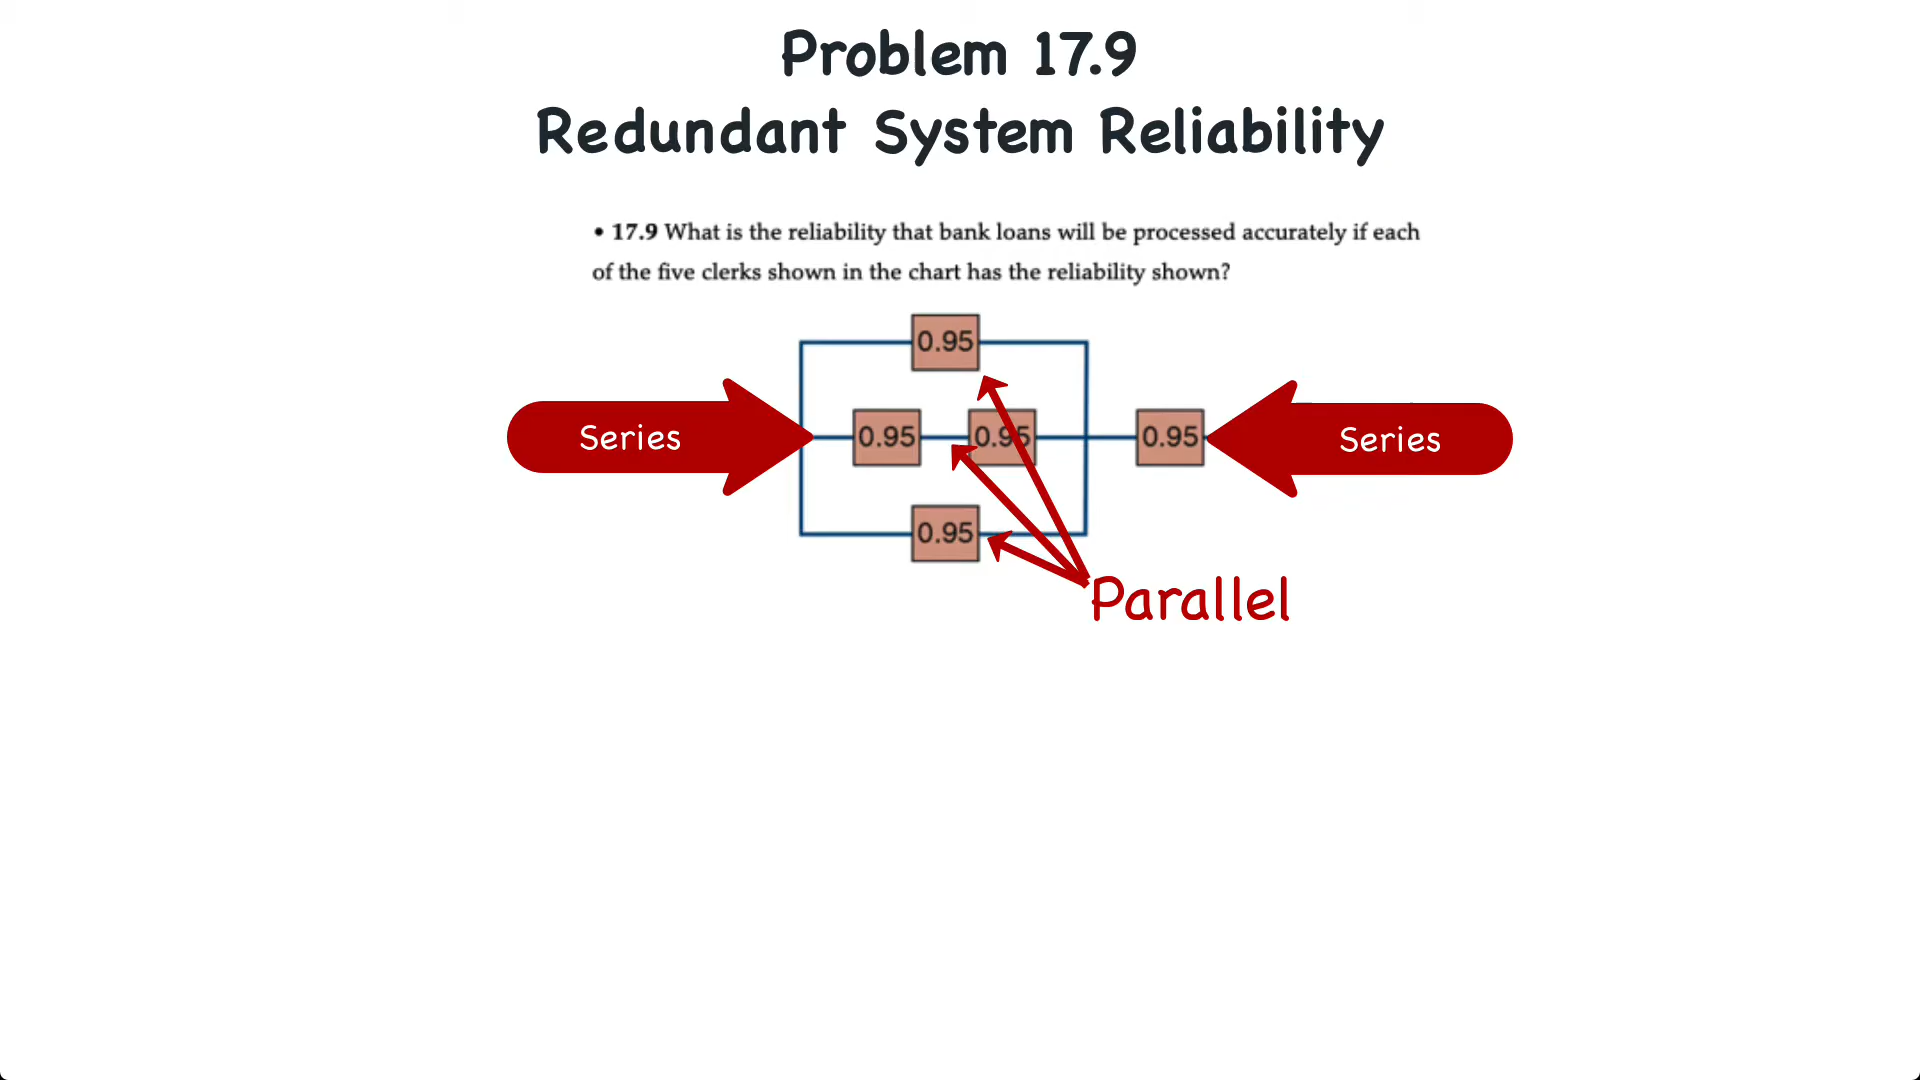 Problem 17.9
Redundant System Reliability
• 17.9 What is the reliability that bank loans will be processed accurately if each
of the five clerks shown in the chart has the reliability shown?
0.95
Series
0.95
0.95
0.95
Series
0.95
Parallel